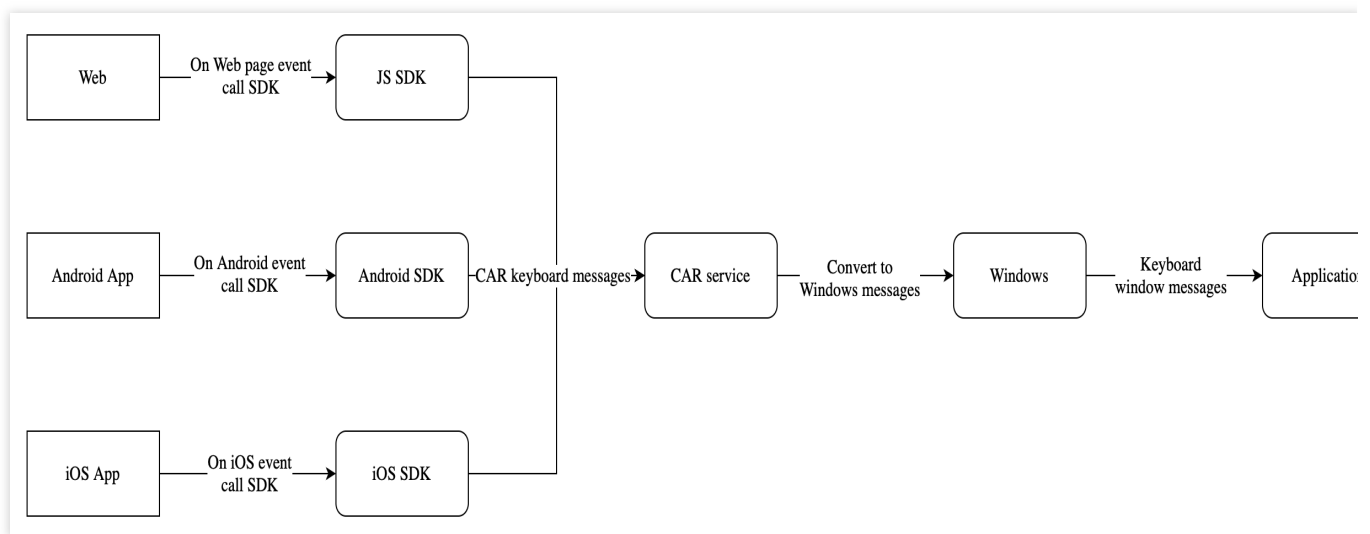 Web
On Web page event
call SDK
JS SDK
Android App
On Android event
call SDK
Android SDK
CAR keyboard messages
CAR service
Convert to
Windows messages
Windows
Keyboard
window messages
Applicatio
iOS App
On iOS event
call SDK
iOS SDK